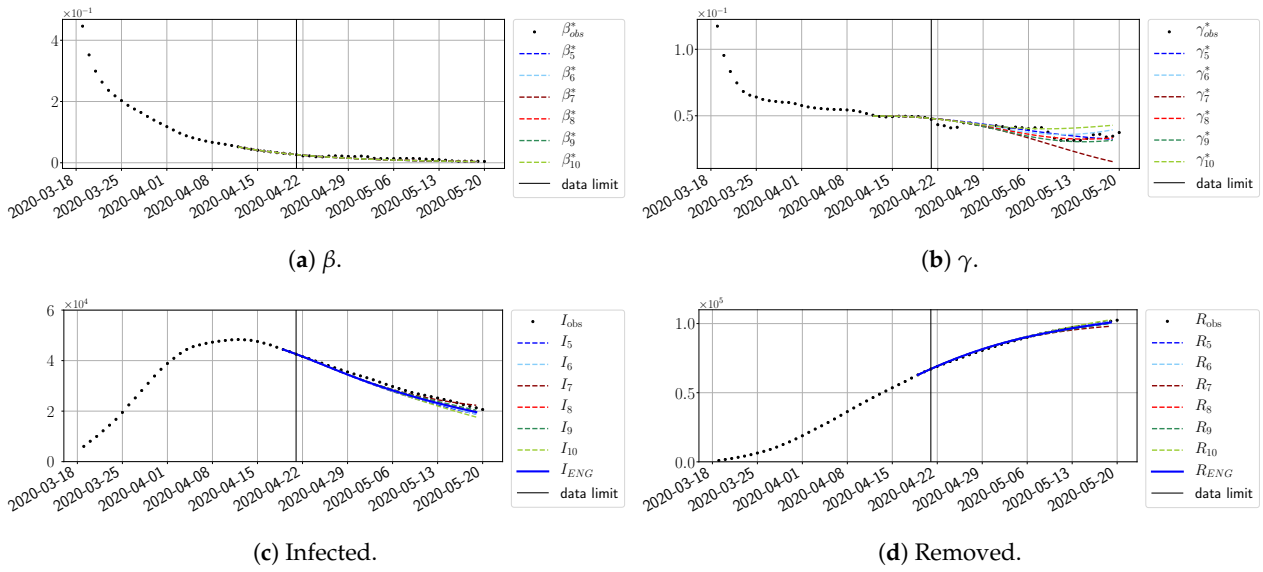 ×10⁻¹
4
2
0
2020-03-18
2020-03-25
2020-04-01
2020-04-08
2020-04-15
2020-04-22
2020-04-29
2020-05-06
2020-05-13
2020-05-20
β*obs
β*5
β*6
β*7
β*8
β*9
β*10
data limit
(a) β.
×10⁻¹
1.0
0.5
2020-03-18
2020-03-25
2020-04-01
2020-04-08
2020-04-15
2020-04-22
2020-04-29
2020-05-06
2020-05-13
2020-05-20
γ*obs
γ*5
γ*6
γ*7
γ*8
γ*9
γ*10
data limit
(b) γ.
×10⁴
6
4
2
0
2020-03-18
2020-03-25
2020-04-01
2020-04-08
2020-04-15
2020-04-22
2020-04-29
2020-05-06
2020-05-13
2020-05-20
Iobs
I5
I6
I7
I8
I9
I10
IENG
data limit
(c) Infected.
×10⁵
1.0
0.5
0.0
2020-03-18
2020-03-25
2020-04-01
2020-04-08
2020-04-15
2020-04-22
2020-04-29
2020-05-06
2020-05-13
2020-05-20
Robs
R5
R6
R7
R8
R9
R10
RENG
data limit
(d) Removed.